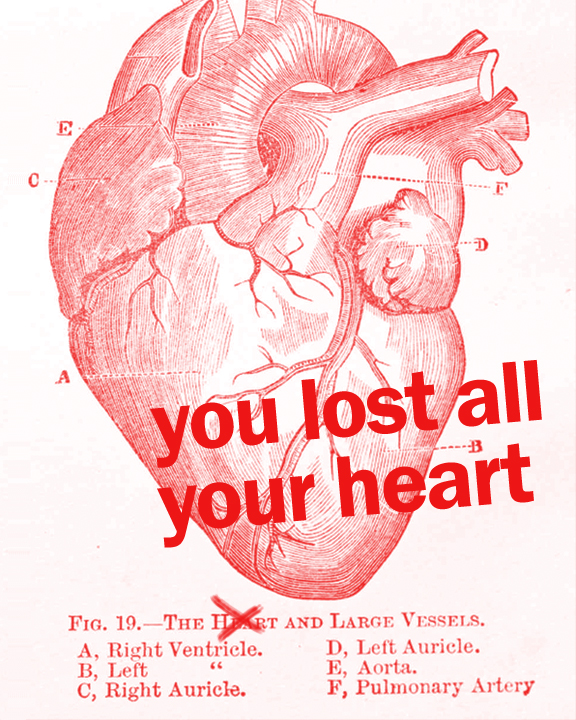 E
C
F
D
A
you lost all
B
your heart
FIG. 19.—THE HEART AND LARGE VESSELS.
A, Right Ventricle.
B, Left “
C, Right Auricle.
D, Left Auricle.
E, Aorta.
F, Pulmonary Artery